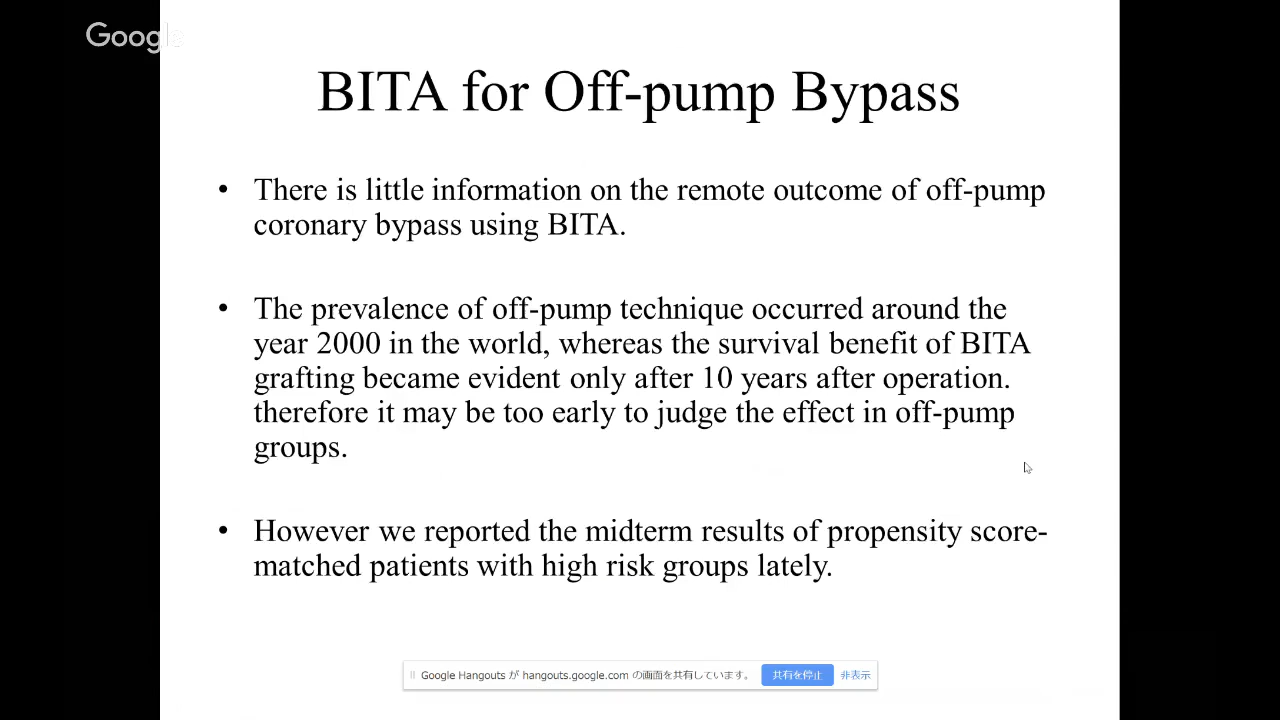 Google
BITA for Off-pump Bypass
• There is little information on the remote outcome of off-pump
coronary bypass using BITA.
• The prevalence of off-pump technique occurred around the
year 2000 in the world, whereas the survival benefit of BITA
grafting became evident only after 10 years after operation.
therefore it may be too early to judge the effect in off-pump
groups.
• However we reported the midterm results of propensity score-
matched patients with high risk groups lately.
Google Hangouts が hangouts.google.com の画面を共有しています。 共有を停止 非表示